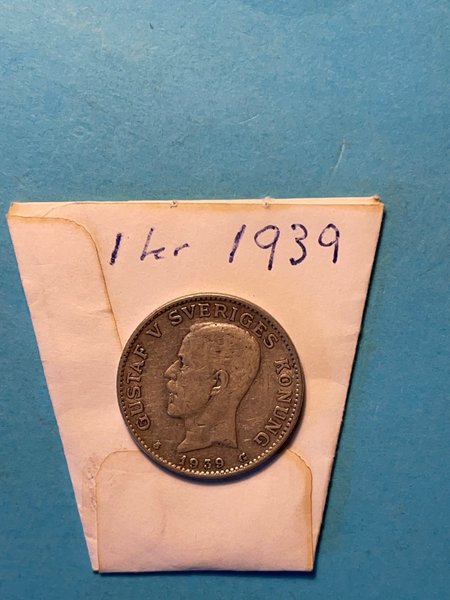 1 kr 1939
GUSTAF V SVERIGES KONUNG
1939 G